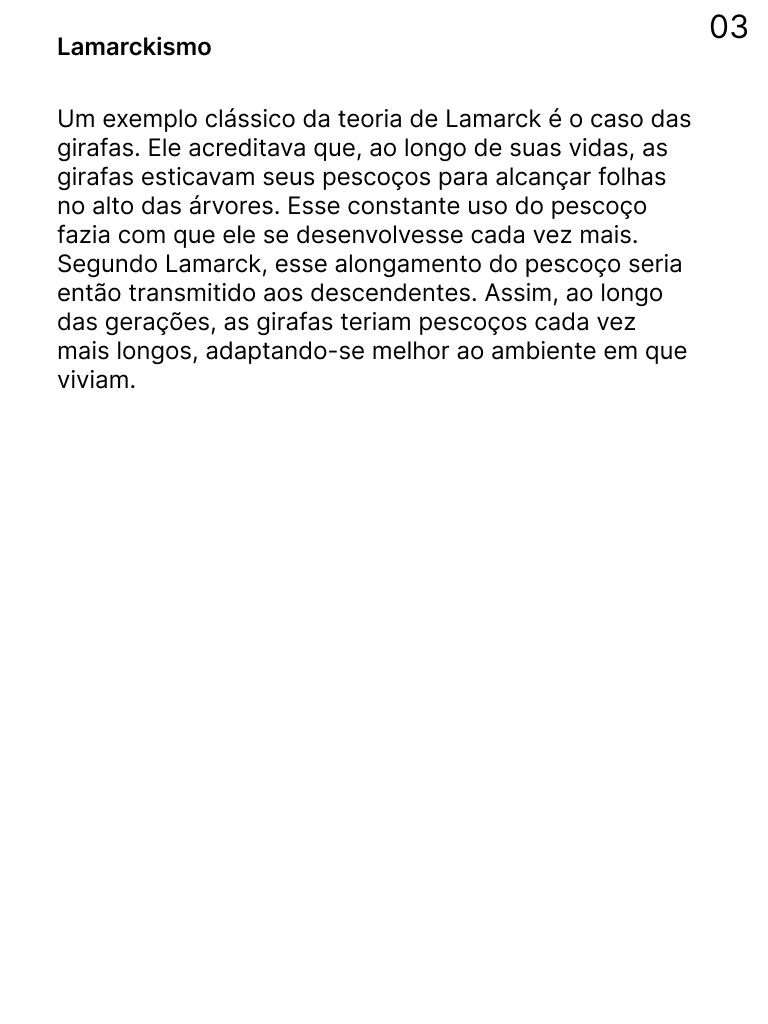 03
Lamarckismo
Um exemplo clássico da teoria de Lamarck é o caso das
girafas. Ele acreditava que, ao longo de suas vidas, as
girafas esticavam seus pescoços para alcançar folhas
no alto das árvores. Esse constante uso do pescoço
fazia com que ele se desenvolvesse cada vez mais.
Segundo Lamarck, esse alongamento do pescoço seria
então transmitido aos descendentes. Assim, ao longo
das gerações, as girafas teriam pescoços cada vez
mais longos, adaptando-se melhor ao ambiente em que
viviam.